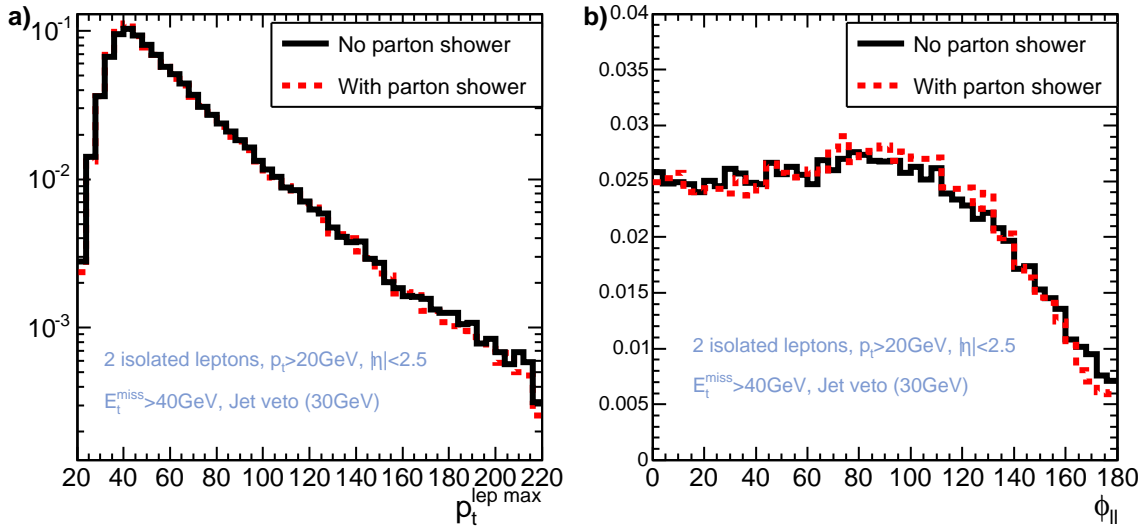 a)
10⁻¹
10⁻²
10⁻³
No parton shower
With parton shower
2 isolated leptons, pₜ>20GeV, |η|<2.5
Eₜᵐⁱˢˢ>40GeV, Jet veto (30GeV)
20 40 60 80 100 120 140 160 180 200 220
pₜˡᵉᵖ ᵐᵃˣ
b)
0.04
0.035
0.03
0.025
0.02
0.015
0.01
0.005
0
No parton shower
With parton shower
2 isolated leptons, pₜ>20GeV, |η|<2.5
Eₜᵐⁱˢˢ>40GeV, Jet veto (30GeV)
0 20 40 60 80 100 120 140 160 180
ϕll